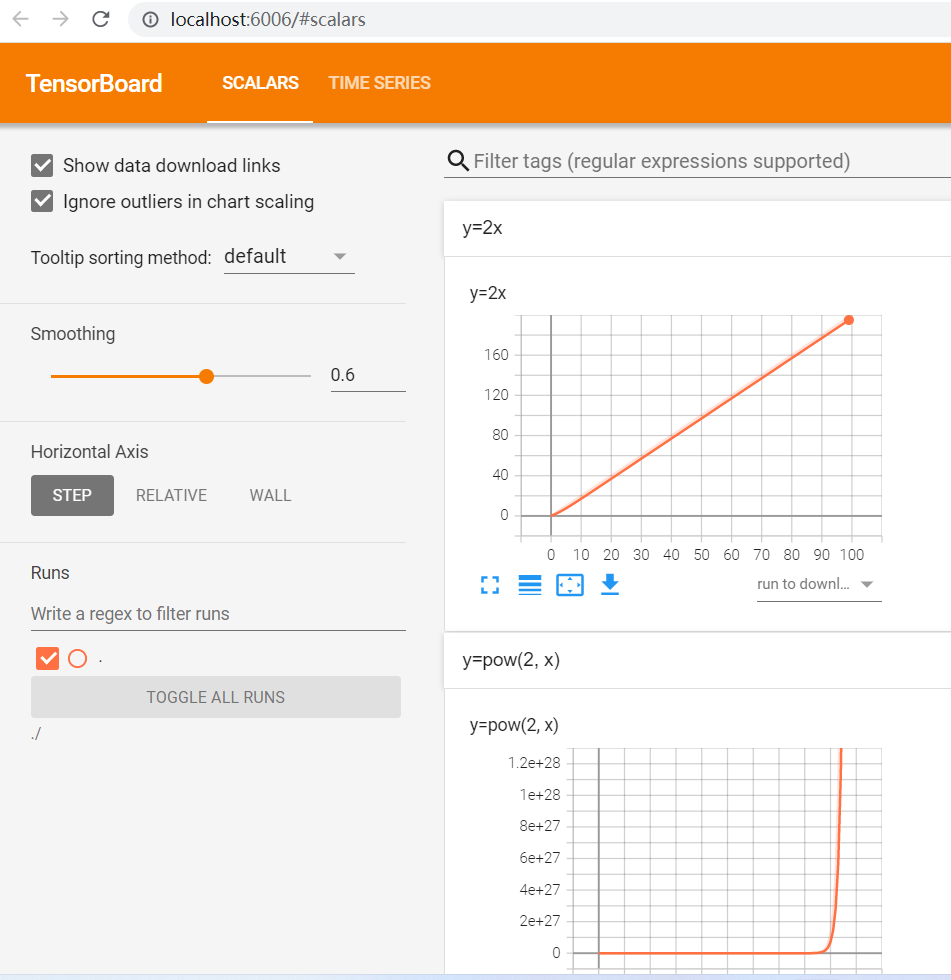 localhost:6006/#scalars
TensorBoard SCALARS TIME SERIES
Show data download links
Ignore outliers in chart scaling
Tooltip sorting method: default
Smoothing
0.6
Horizontal Axis
STEP RELATIVE WALL
Runs
Write a regex to filter runs
.
TOGGLE ALL RUNS
./
Filter tags (regular expressions supported)
y=2x
y=2x
160
120
80
40
0
0 10 20 30 40 50 60 70 80 90 100
run to downl...
y=pow(2, x)
y=pow(2, x)
1.2e+28
1e+28
8e+27
6e+27
4e+27
2e+27
0